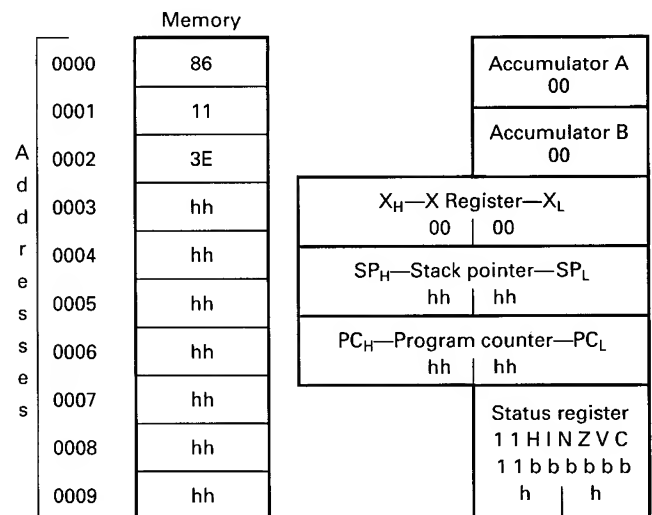 Memory
Addresses
0000 86
0001 11
0002 3E
0003 hh
0004 hh
0005 hh
0006 hh
0007 hh
0008 hh
0009 hh
Accumulator A
00
Accumulator B
00
X_H—X Register—X_L
00 00
SP_H—Stack pointer—SP_L
hh hh
PC_H—Program counter—PC_L
hh hh
Status register
1 1 H I N Z V C
1 1 b b b b b b
h h